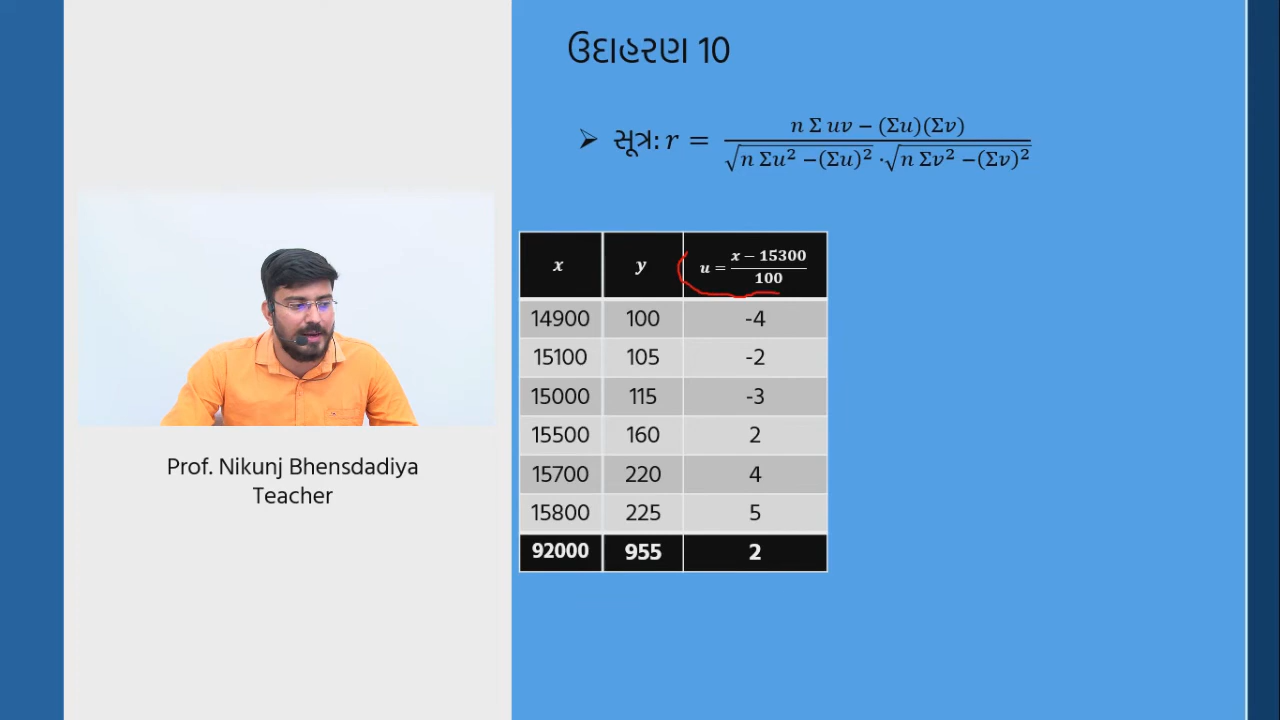 ઉદાહરણ 10
➢ સૂત્ર: r = n Σ uv − (Σu)(Σv) / √n Σu² −(Σu)² ·√n Σv² −(Σv)²
x y u = x − 15300 / 100
14900 100 -4
15100 105 -2
15000 115 -3
15500 160 2
15700 220 4
15800 225 5
92000 955 2
Prof. Nikunj Bhensdadiya
Teacher